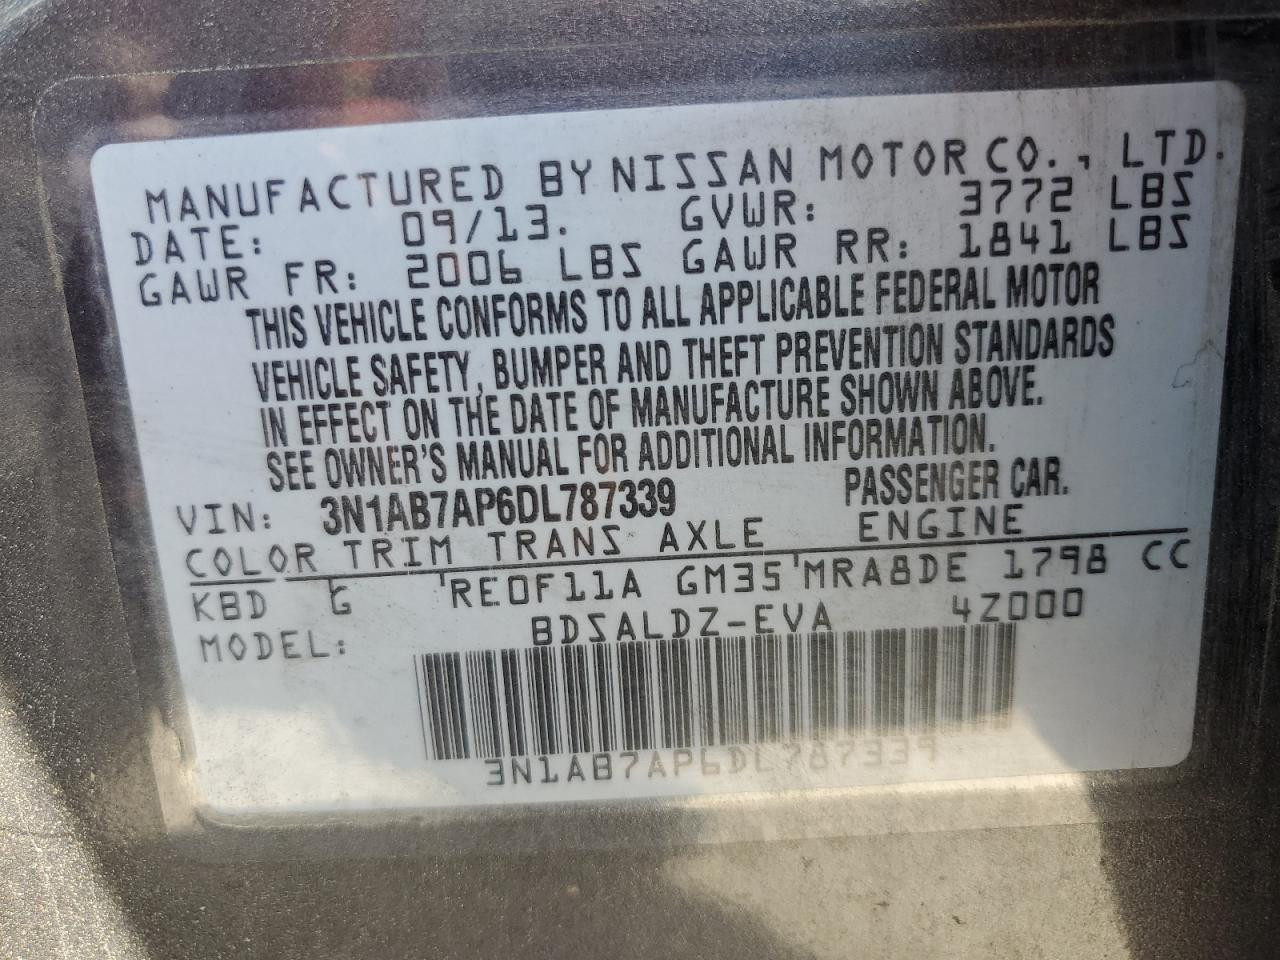 MANUFACTURED BY NISSAN MOTOR CO., LTD.
DATE: 09/13. GVWR: 3772 LBS
GAWR FR: 2006 LBS GAWR RR: 1841 LBS
THIS VEHICLE CONFORMS TO ALL APPLICABLE FEDERAL MOTOR
VEHICLE SAFETY, BUMPER AND THEFT PREVENTION STANDARDS
IN EFFECT ON THE DATE OF MANUFACTURE SHOWN ABOVE.
SEE OWNER'S MANUAL FOR ADDITIONAL INFORMATION.
VIN: 3N1AB7AP6DL787339 PASSENGER CAR.
COLOR TRIM TRANS AXLE ENGINE
KBD G RE0F11A GM35 MRA8DE 1798 CC
MODEL: BDSALDZ-EVA 4Z000
3N1AB7AP6DL787339